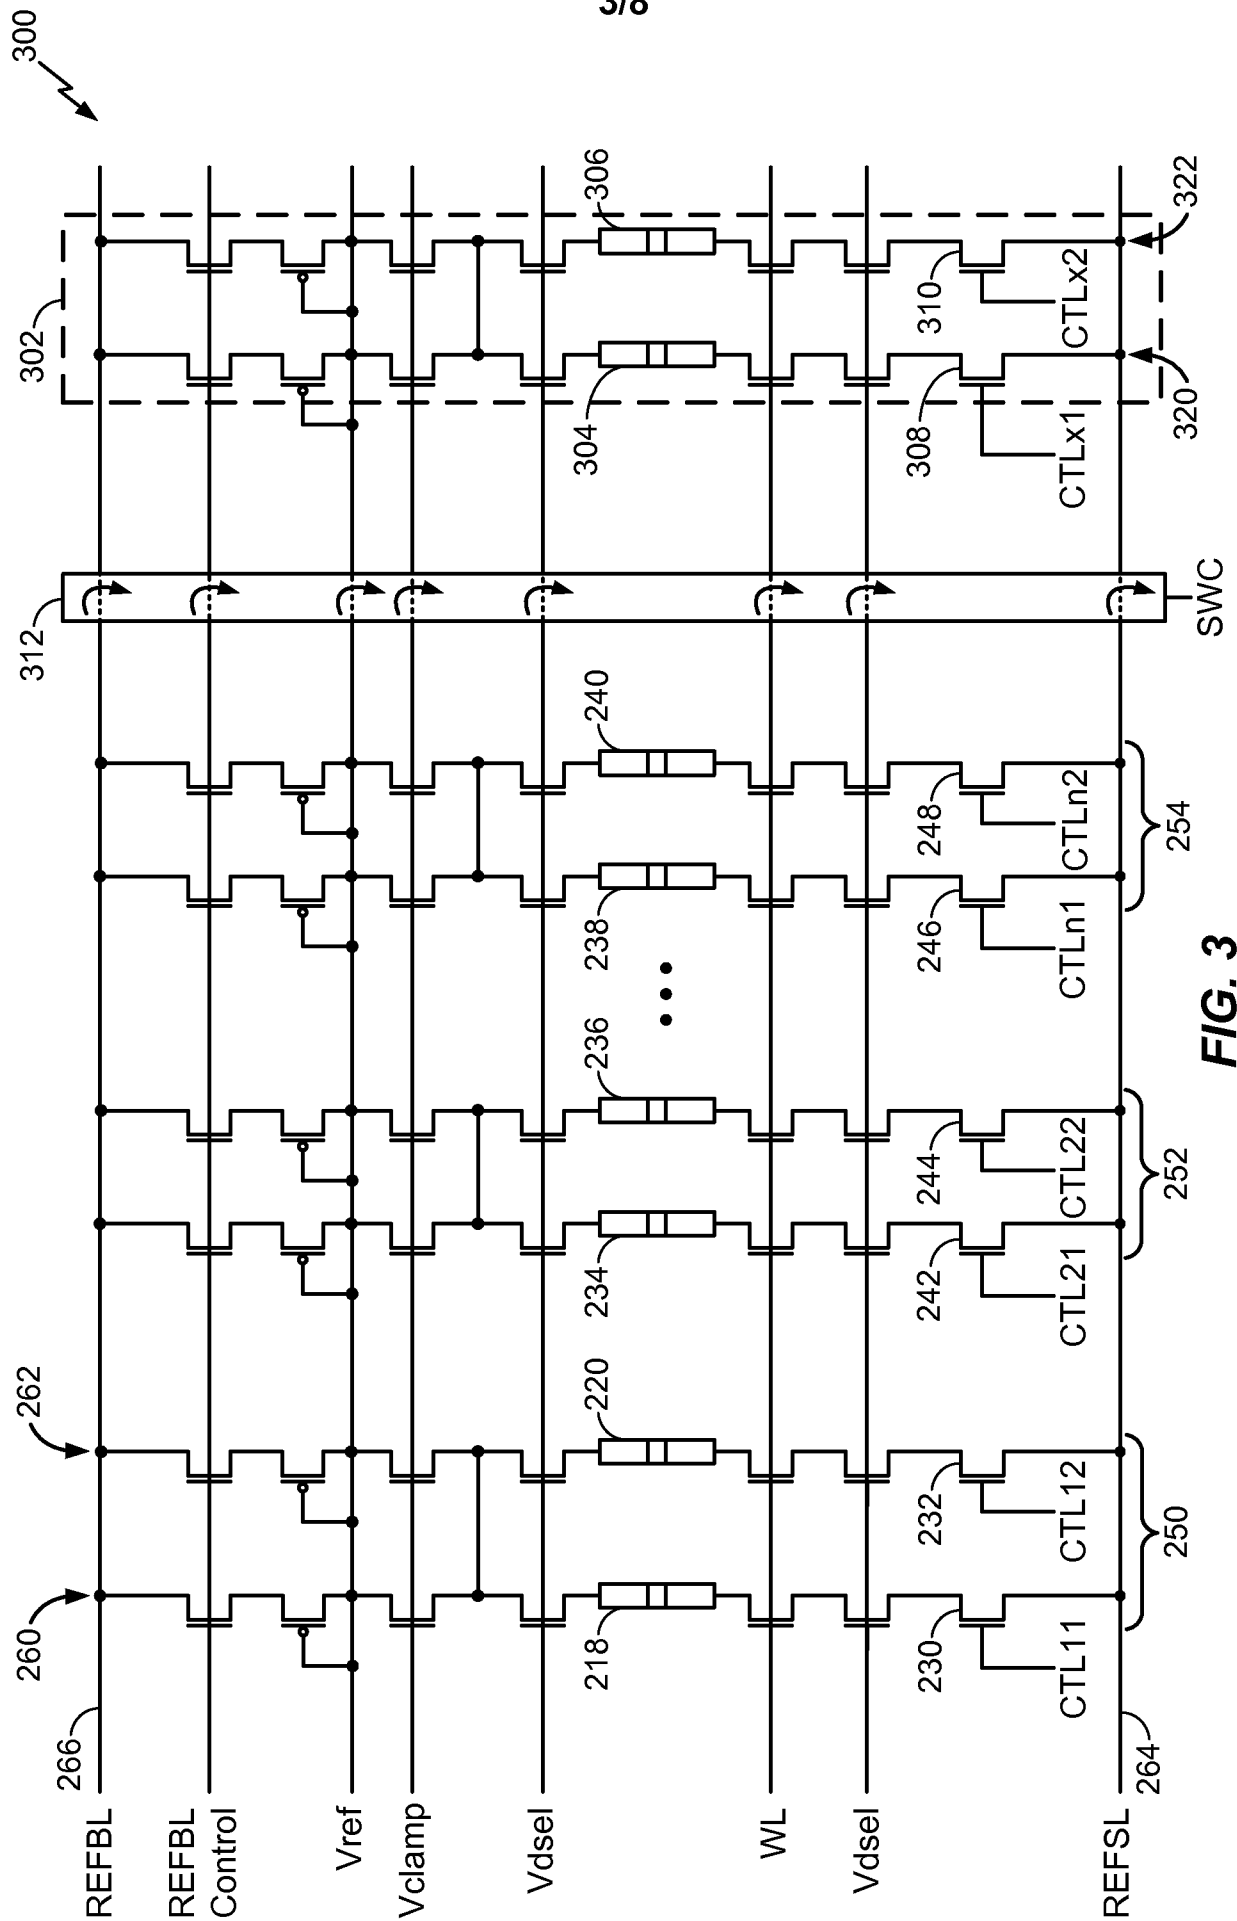 3/8
300
REFBL
266
260
262
312
302
REFBL
Control
Vref
Vclamp
Vdsel
218
220
234
236
238
240
304
306
WL
Vdsel
230
232
242
244
246
248
308
310
CTL11
CTL12
CTL21
CTL22
CTLn1
CTLn2
CTLx1
CTLx2
REFSL
264
250
252
254
SWC
320
322
FIG. 3